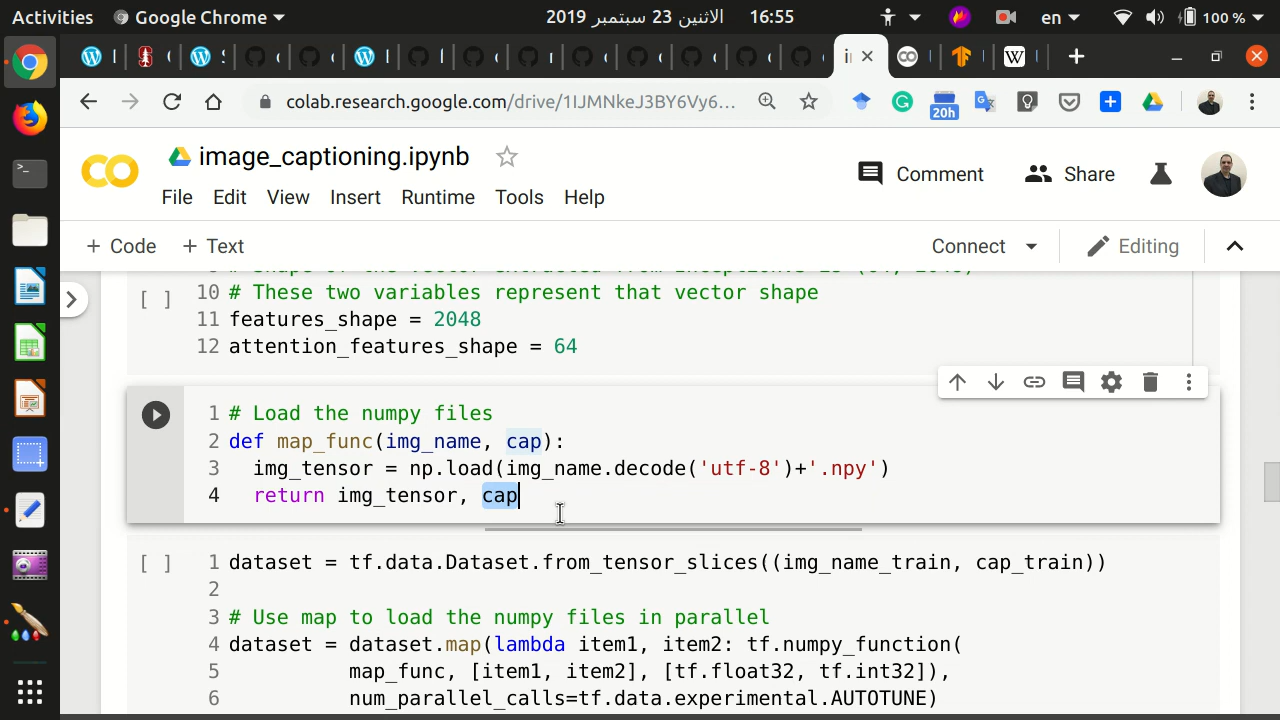 Activities Google Chrome 2019 الاثنين 23 سبتمبر 16:55 en 100 %
colab.research.google.com/drive/1IJMNkeJ3BY6Vy6...
20h
image_captioning.ipynb
Comment Share
File Edit View Insert Runtime Tools Help
+ Code + Text Connect Editing
[ ] 10 # These two variables represent that vector shape
11 features_shape = 2048
12 attention_features_shape = 64
1 # Load the numpy files
2 def map_func(img_name, cap):
3 img_tensor = np.load(img_name.decode('utf-8')+'.npy')
4 return img_tensor, cap
[ ] 1 dataset = tf.data.Dataset.from_tensor_slices((img_name_train, cap_train))
2
3 # Use map to load the numpy files in parallel
4 dataset = dataset.map(lambda item1, item2: tf.numpy_function(
5 map_func, [item1, item2], [tf.float32, tf.int32]),
6 num_parallel_calls=tf.data.experimental.AUTOTUNE)